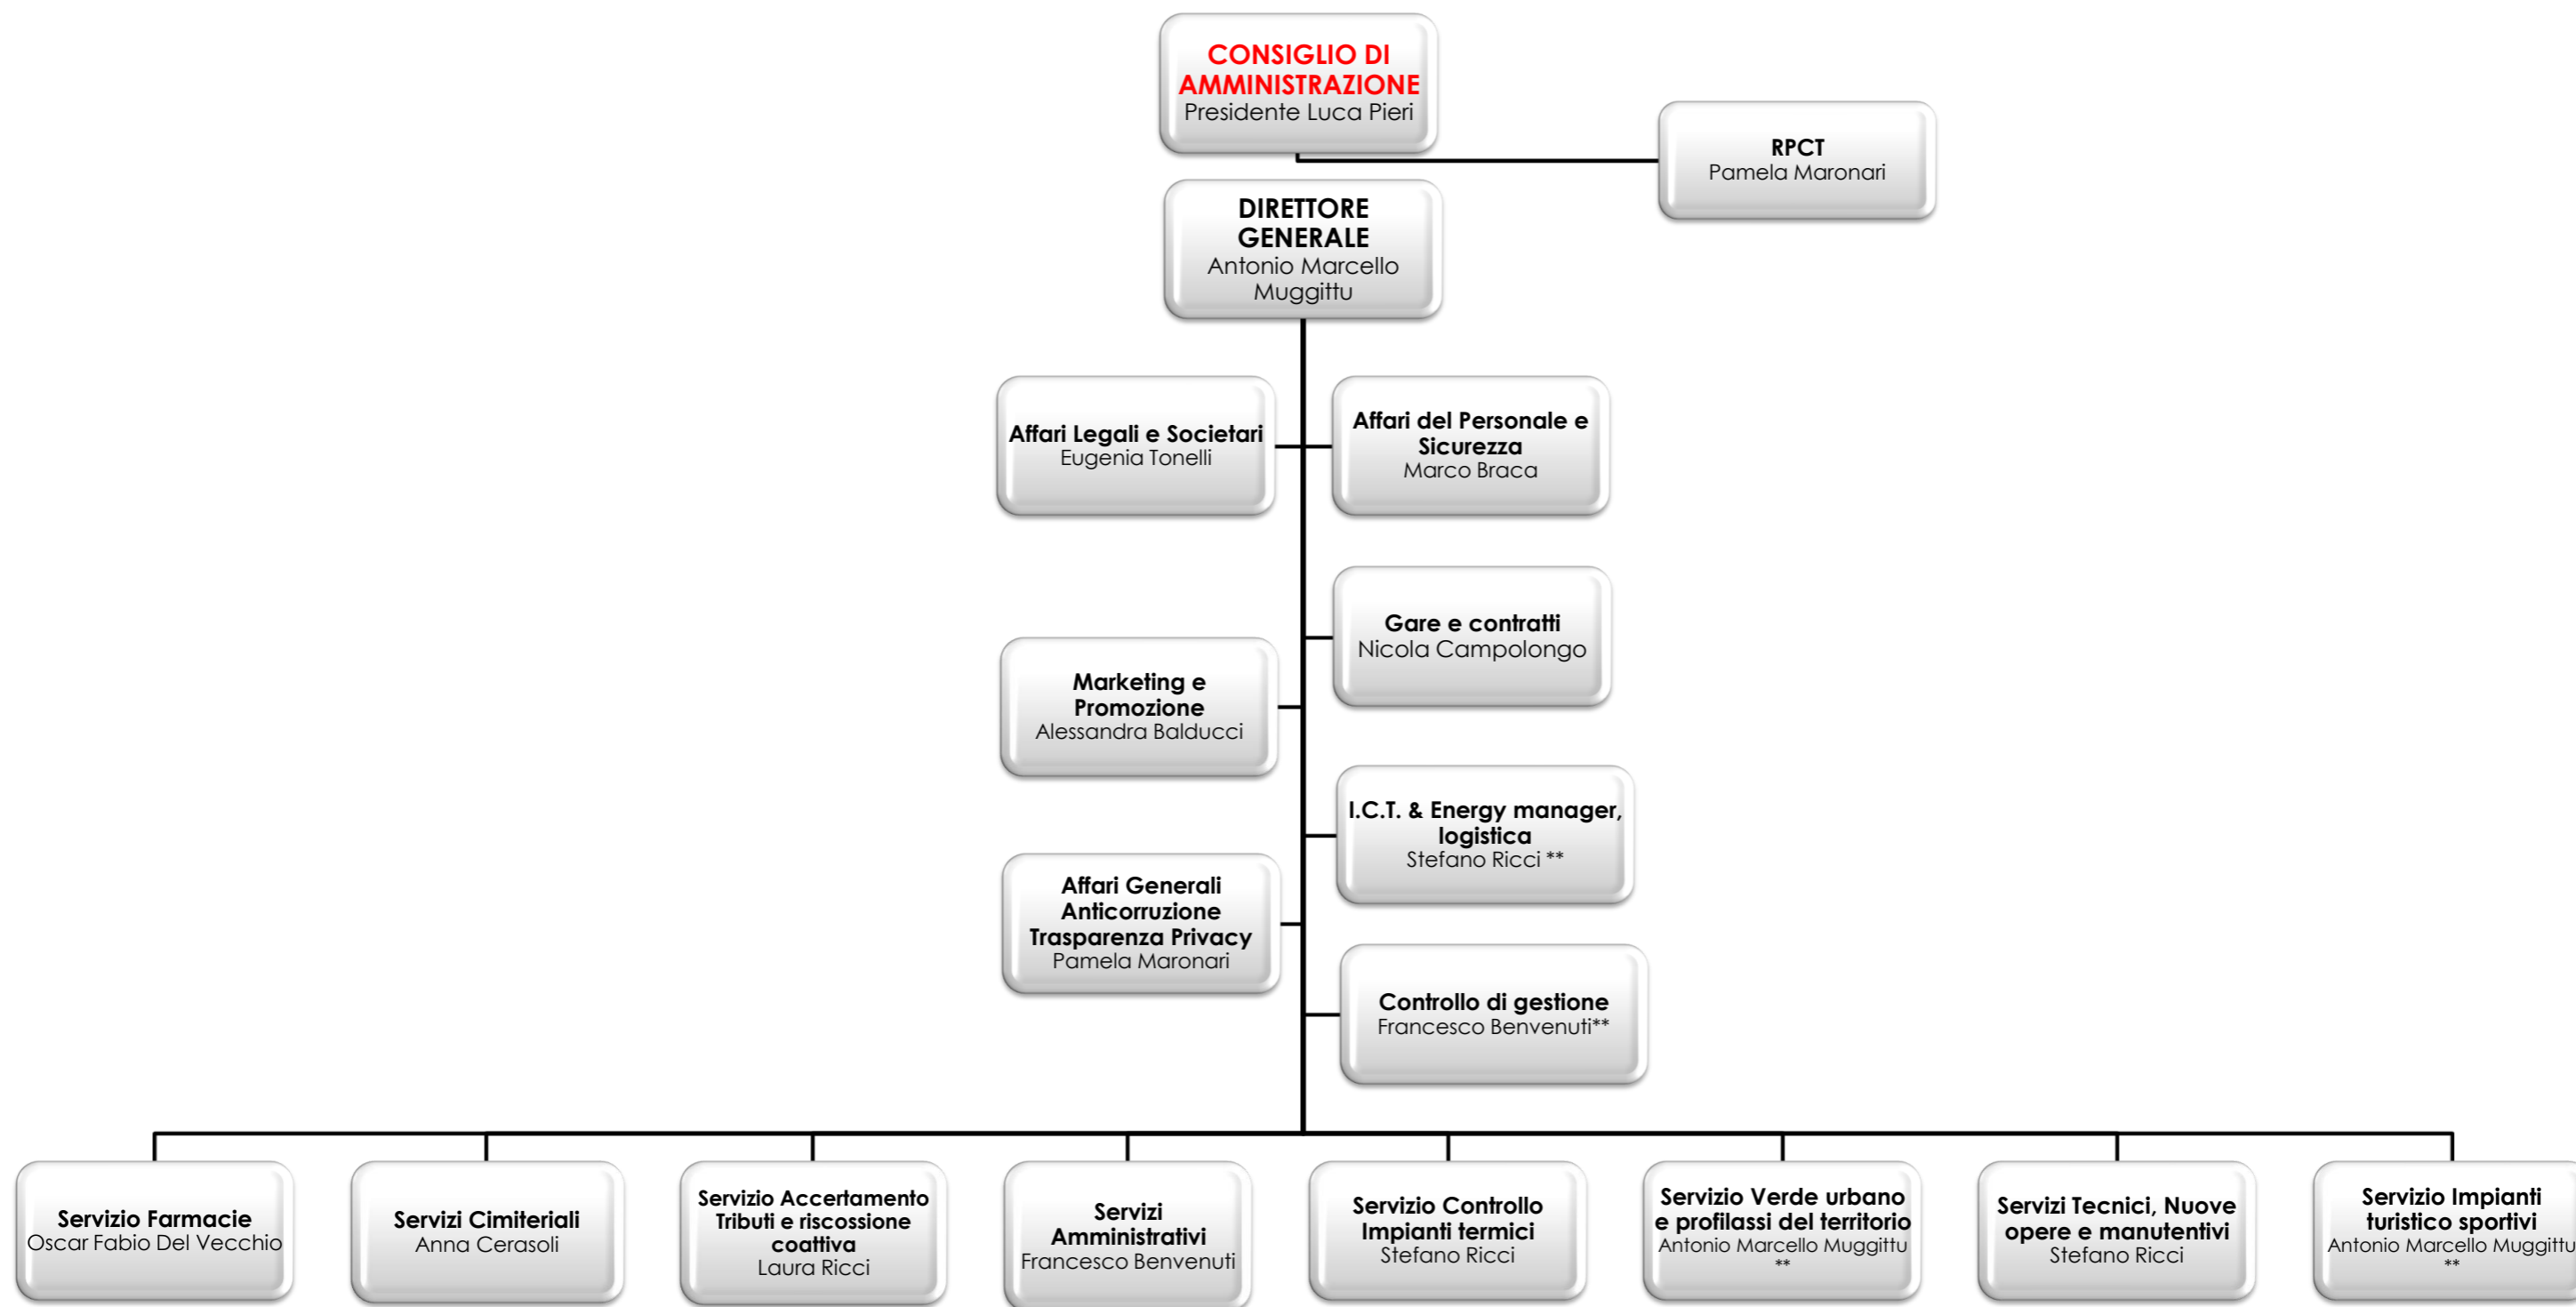 CONSIGLIO DI
AMMINISTRAZIONE
Presidente Luca Pieri
RPCT
Pamela Maronari
DIRETTORE
GENERALE
Antonio Marcello
Muggittu
Affari Legali e Societari
Eugenia Tonelli
Affari del Personale e
Sicurezza
Marco Braca
Gare e contratti
Nicola Campolongo
Marketing e
Promozione
Alessandra Balducci
I.C.T. & Energy manager,
logistica
Stefano Ricci **
Affari Generali
Anticorruzione
Trasparenza Privacy
Pamela Maronari
Controllo di gestione
Francesco Benvenuti**
Servizio Farmacie
Oscar Fabio Del Vecchio
Servizi Cimiteriali
Anna Cerasoli
Servizio Accertamento
Tributi e riscossione
coattiva
Laura Ricci
Servizi
Amministrativi
Francesco Benvenuti
Servizio Controllo
Impianti termici
Stefano Ricci
Servizio Verde urbano
e profilassi del territorio
Antonio Marcello Muggittu
**
Servizi Tecnici, Nuove
opere e manutentivi
Stefano Ricci
Servizio Impianti
turistico sportivi
Antonio Marcello Muggittu
**